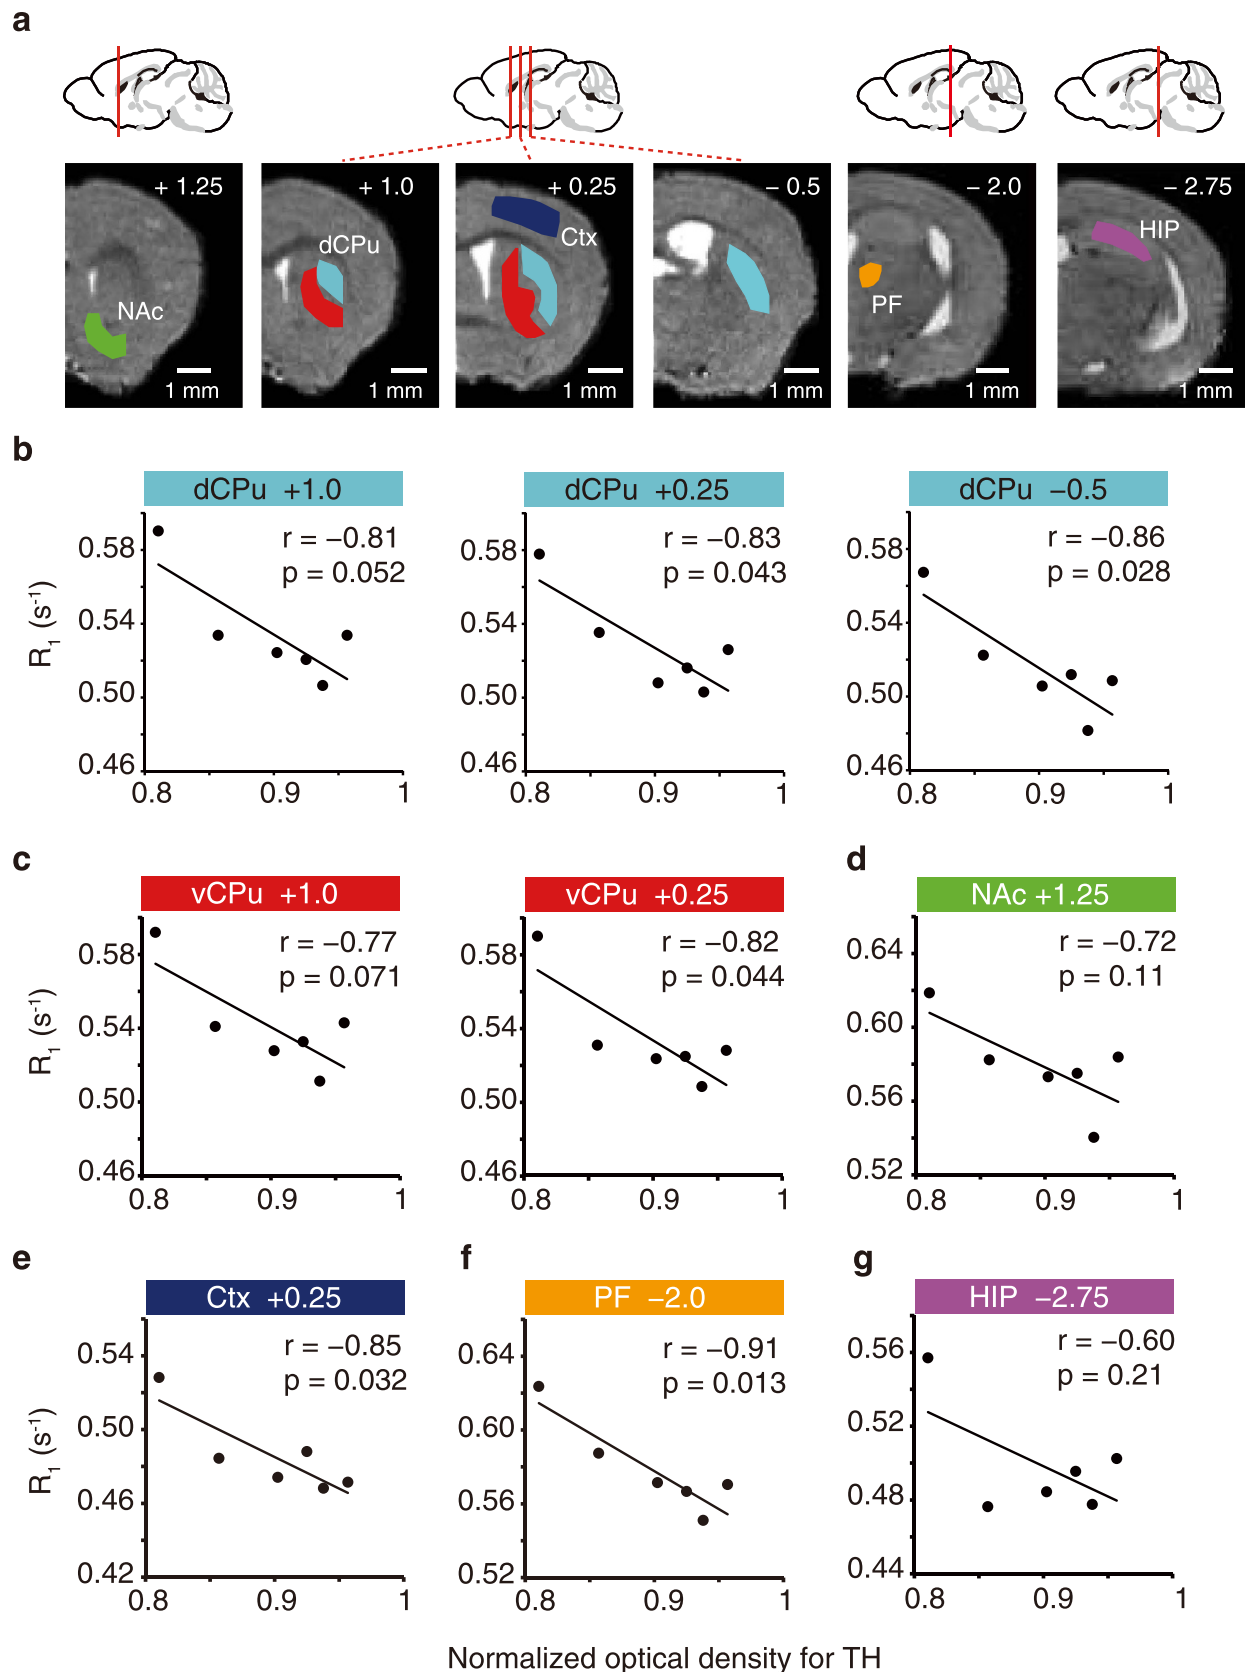 a
+ 1.25
+ 1.0
+ 0.25
− 0.5
− 2.0
− 2.75
NAc
dCPu
Ctx
PF
HIP
1 mm
1 mm
1 mm
1 mm
1 mm
1 mm
b
dCPu +1.0
r = −0.81
p = 0.052
R1 (s-1)
0.58
0.54
0.50
0.46
0.8 0.9 1
dCPu +0.25
r = −0.83
p = 0.043
0.58
0.54
0.50
0.46
0.8 0.9 1
dCPu −0.5
r = −0.86
p = 0.028
0.58
0.54
0.50
0.46
0.8 0.9 1
c
vCPu +1.0
r = −0.77
p = 0.071
R1 (s-1)
0.58
0.54
0.50
0.46
0.8 0.9 1
vCPu +0.25
r = −0.82
p = 0.044
0.58
0.54
0.50
0.46
0.8 0.9 1
d
NAc +1.25
r = −0.72
p = 0.11
0.64
0.60
0.56
0.52
0.8 0.9 1
e
Ctx +0.25
r = −0.85
p = 0.032
R1 (s-1)
0.54
0.50
0.46
0.42
0.8 0.9 1
f
PF −2.0
r = −0.91
p = 0.013
0.64
0.60
0.56
0.52
0.8 0.9 1
g
HIP −2.75
r = −0.60
p = 0.21
0.56
0.52
0.48
0.44
0.8 0.9 1
Normalized optical density for TH